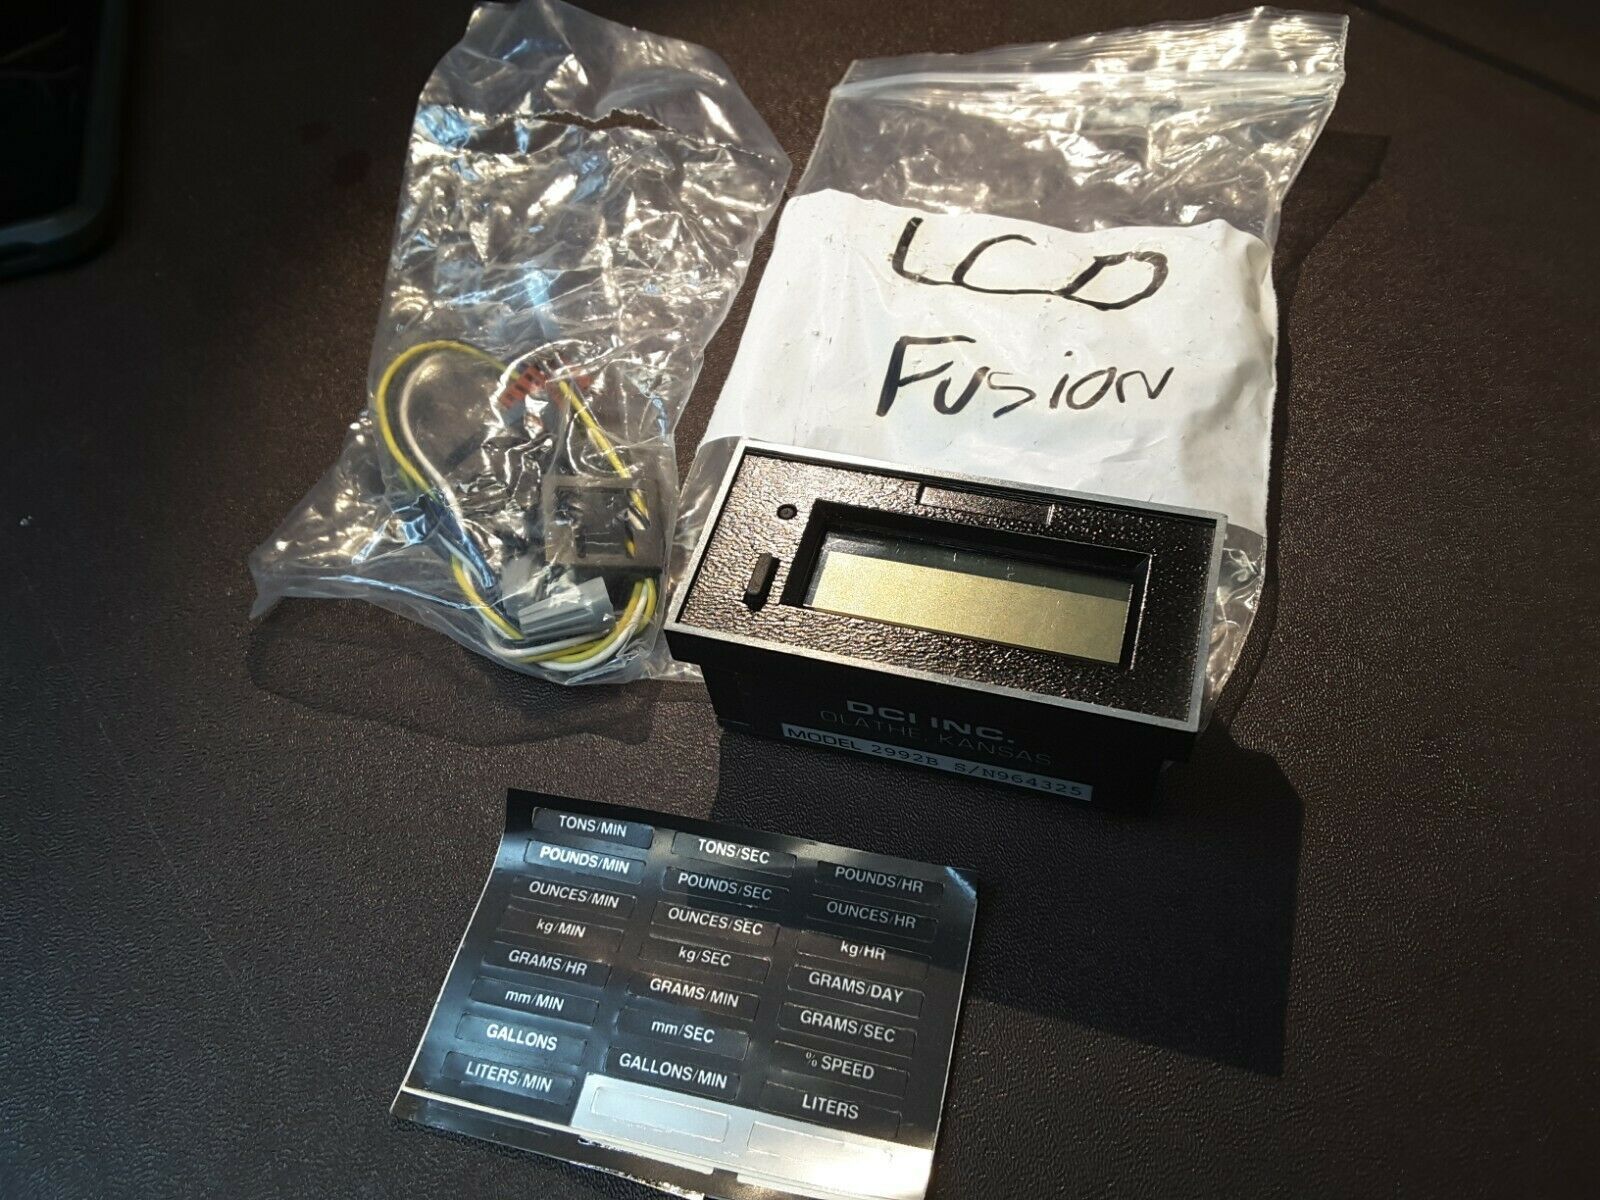 LCD
FUSION
DCI INC.
OLATHE, KANSAS
MODEL 2992B S/N964325
TONS/MIN
TONS/SEC
POUNDS/HR
POUNDS/MIN
POUNDS/SEC
OUNCES/HR
OUNCES/MIN
OUNCES/SEC
kg/HR
kg/MIN
kg/SEC
GRAMS/DAY
GRAMS/HR
GRAMS/MIN
GRAMS/SEC
mm/MIN
mm/SEC
% SPEED
GALLONS
GALLONS/MIN
LITERS
LITERS/MIN